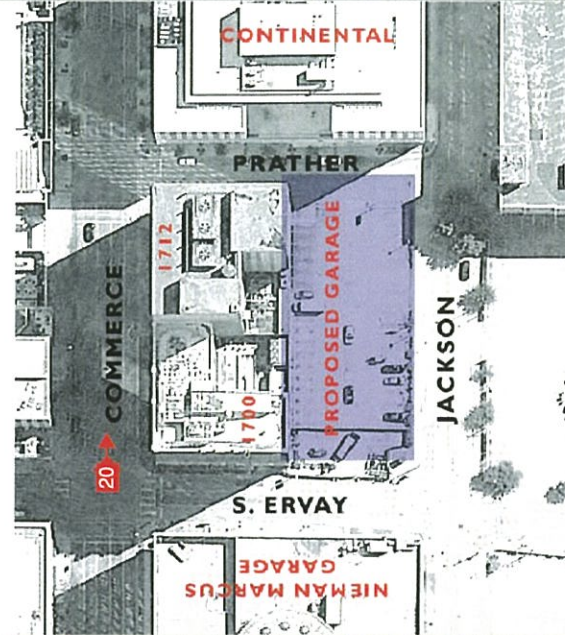 CONTINENTAL
PRATHER
1712
PROPOSED GARAGE
COMMERCE
JACKSON
1700
20
S. ERVAY
NIEMAN MARCUS
GARAGE